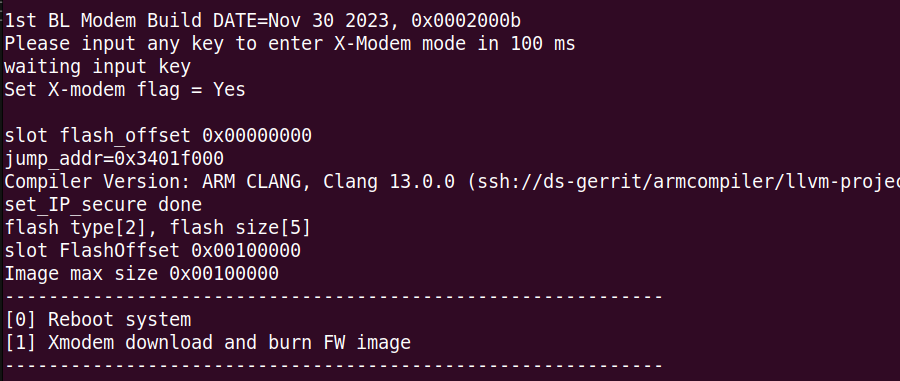 1st BL Modem Build DATE=Nov 30 2023, 0x0002000b
Please input any key to enter X-Modem mode in 100 ms
waiting input key
Set X-modem flag = Yes
slot flash_offset 0x00000000
jump_addr=0x3401f000
Compiler Version: ARM CLANG, Clang 13.0.0 (ssh://ds-gerrit/armcompiler/llvm-projec
set_IP_secure done
flash type[2], flash size[5]
slot FlashOffset 0x00100000
Image max size 0x00100000
------------------------------------------------------------
[0] Reboot system
[1] Xmodem download and burn FW image
------------------------------------------------------------